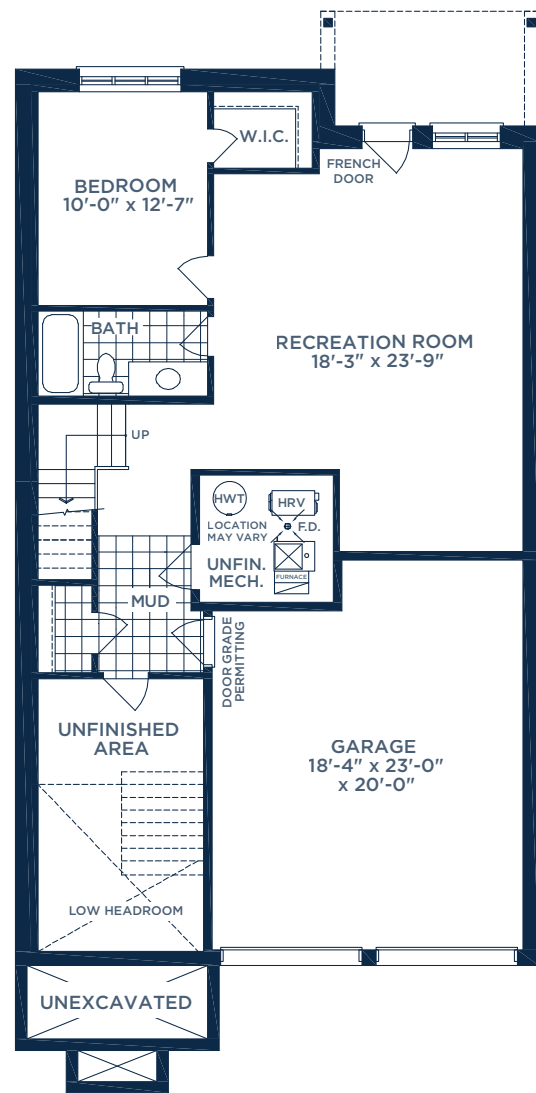 W.I.C.
FRENCH
DOOR
BEDROOM
10'-0" x 12'-7"
BATH
RECREATION ROOM
18'-3" x 23'-9"
UP
HWT
HRV
LOCATION
MAY VARY
F.D.
UNFIN.
MECH.
FURNACE
MUD
DOOR GRADE
PERMITTING
UNFINISHED
AREA
GARAGE
18'-4" x 23'-0"
x 20'-0"
LOW HEADROOM
UNEXCAVATED